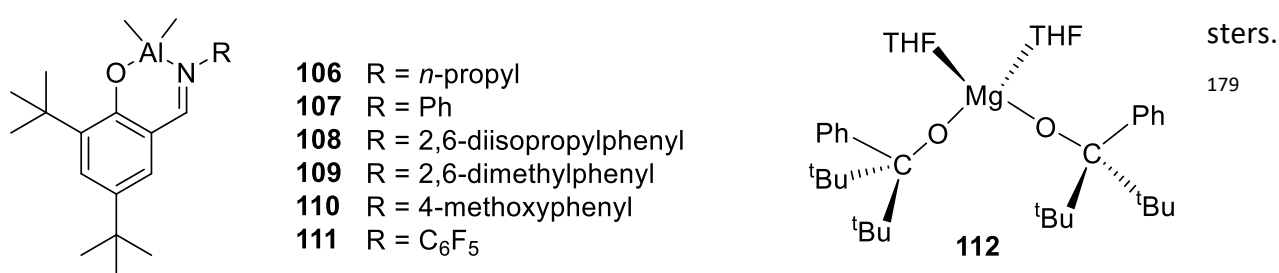 Al
R
O
N
106 R = n-propyl
107 R = Ph
108 R = 2,6-diisopropylphenyl
109 R = 2,6-dimethylphenyl
110 R = 4-methoxyphenyl
111 R = C₆F₅
THF
THF
Mg
O
O
Ph
Ph
C
C
ᵗBu
ᵗBu
ᵗBu
ᵗBu
112
sters.
179